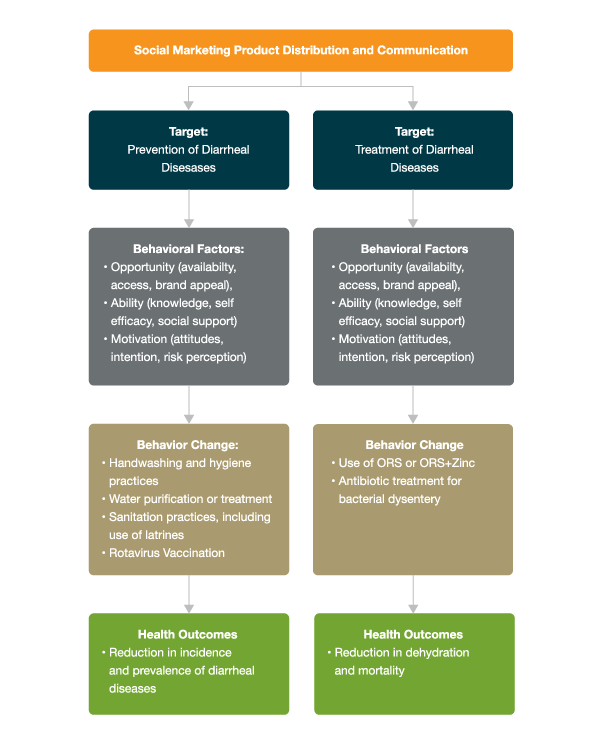 Social Marketing Product Distribution and Communication
Target:
Prevention of Diarrheal
Disesases
Target:
Treatment of Diarrheal
Diseases
Behavioral Factors:
• Opportunity (availabilty,
access, brand appeal),
• Ability (knowledge, self
efficacy, social support)
• Motivation (attitudes,
intention, risk perception)
Behavioral Factors
• Opportunity (availabilty,
access, brand appeal),
• Ability (knowledge, self
efficacy, social support)
• Motivation (attitudes,
intention, risk perception)
Behavior Change:
• Handwashing and hygiene
practices
• Water purification or treatment
• Sanitation practices, including
use of latrines
• Rotavirus Vaccination
Behavior Change
• Use of ORS or ORS+Zinc
• Antibiotic treatment for
bacterial dysentery
Health Outcomes
• Reduction in incidence
and prevalence of diarrheal
diseases
Health Outcomes
• Reduction in dehydration
and mortality